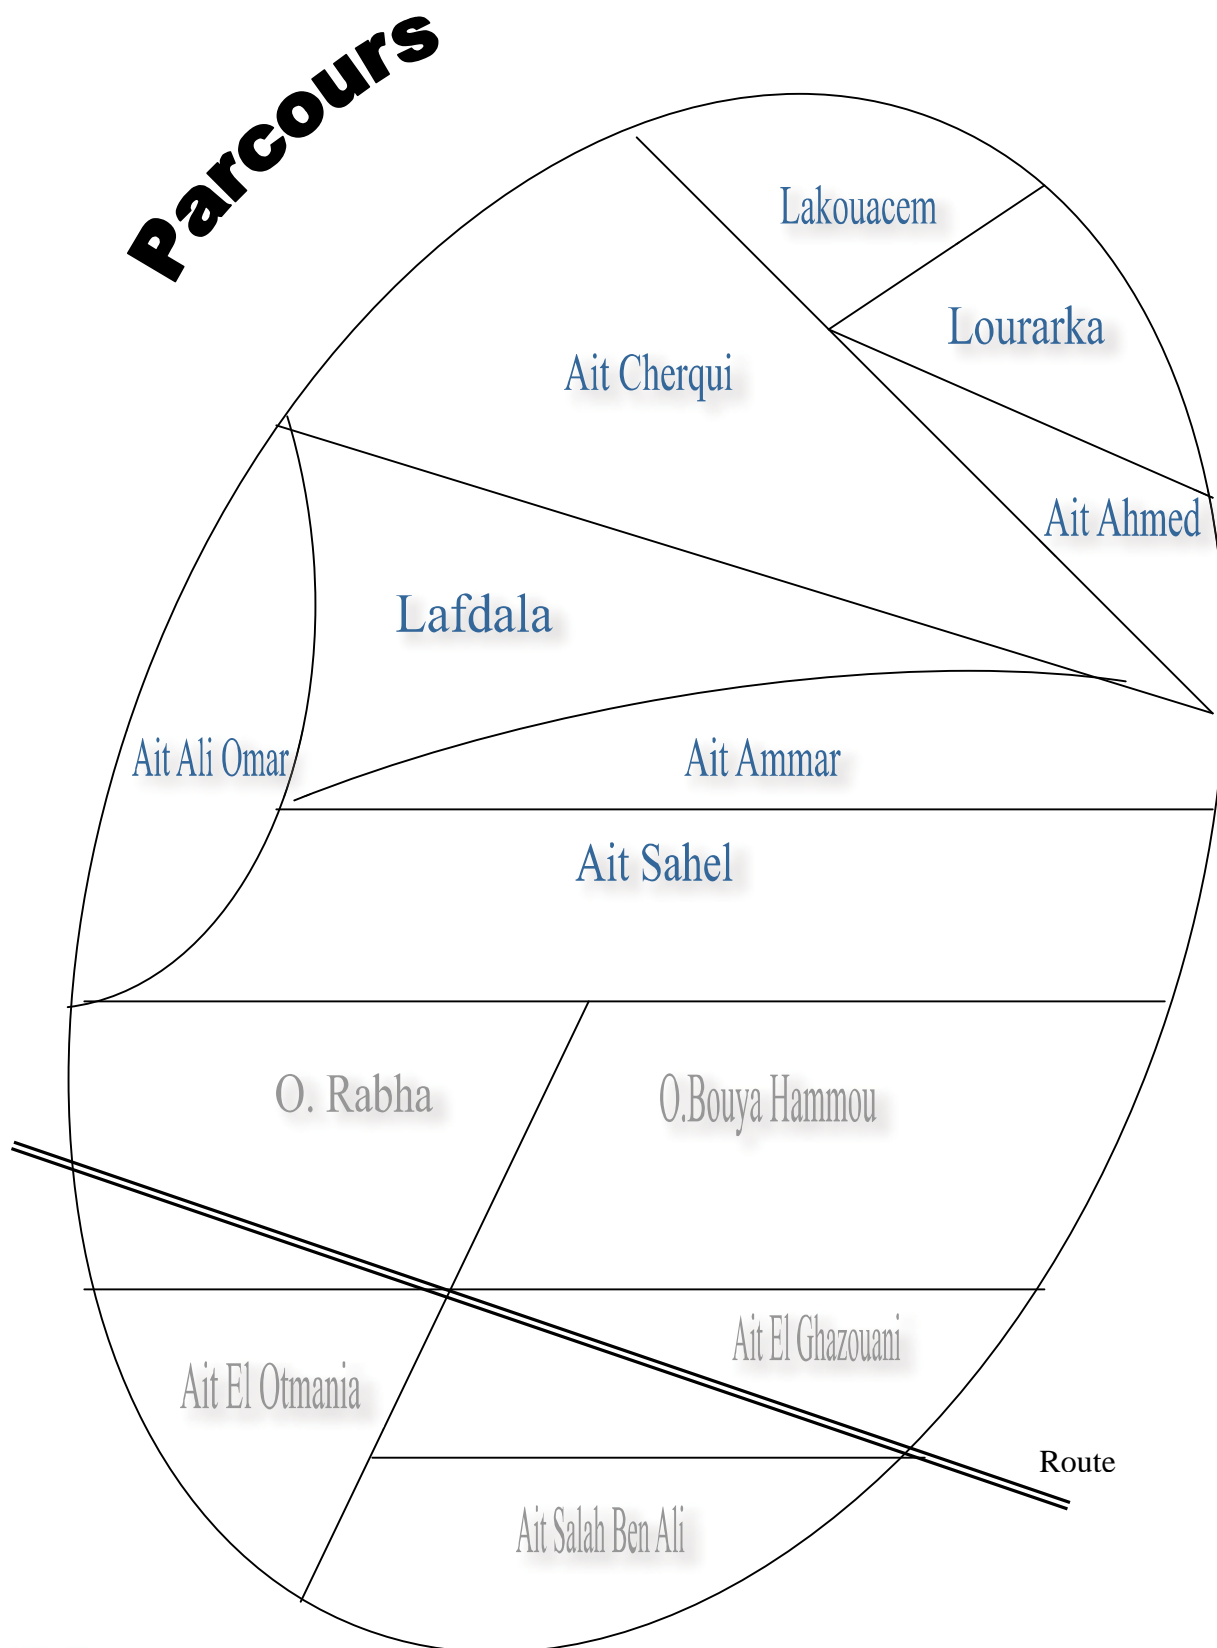 Parcours
Lakouacem
Lourarka
Ait Cherqui
Ait Ahmed
Lafdala
Ait Ali Omar
Ait Ammar
Ait Sahel
O. Rabha
O.Bouya Hammou
Ait El Ghazouani
Ait El Otmania
Route
Ait Salah Ben Ali